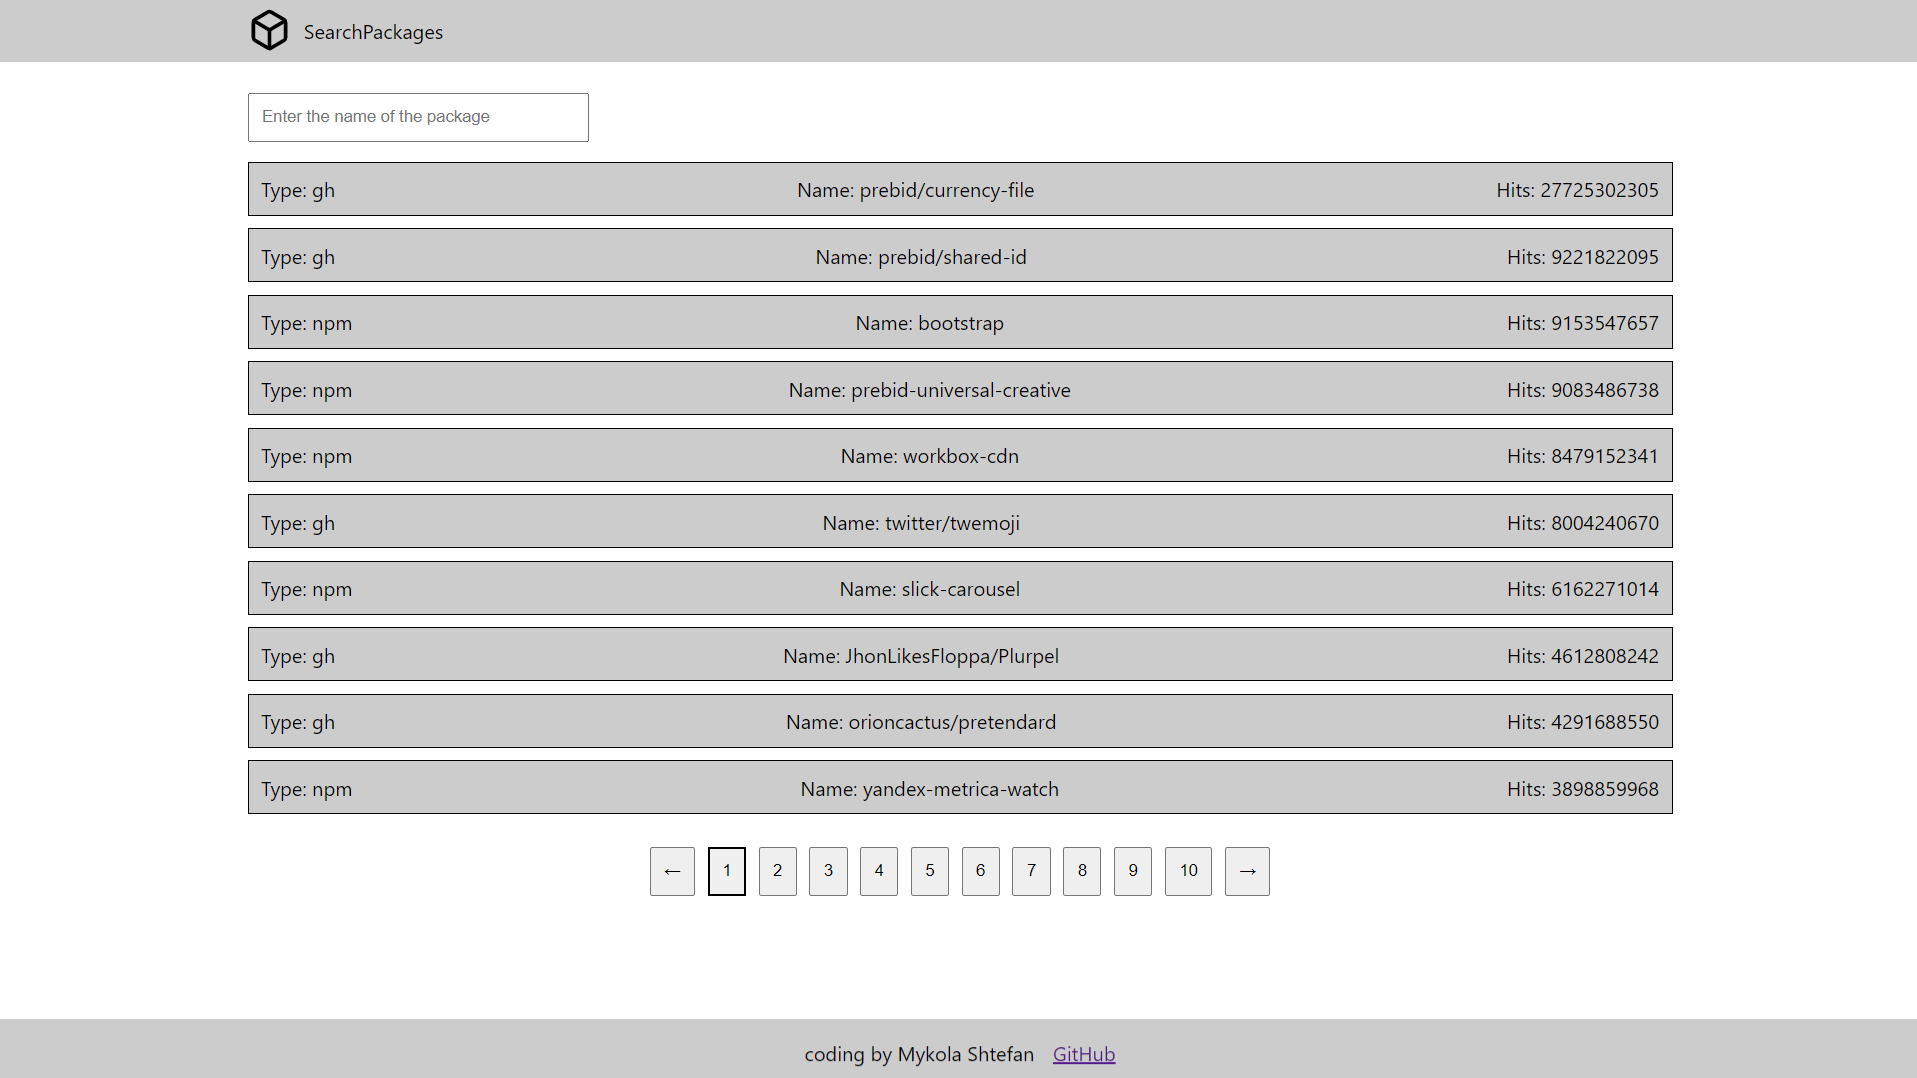 SearchPackages
Enter the name of the package
Type: gh Name: prebid/currency-file Hits: 27725302305
Type: gh Name: prebid/shared-id Hits: 9221822095
Type: npm Name: bootstrap Hits: 9153547657
Type: npm Name: prebid-universal-creative Hits: 9083486738
Type: npm Name: workbox-cdn Hits: 8479152341
Type: gh Name: twitter/twemoji Hits: 8004240670
Type: npm Name: slick-carousel Hits: 6162271014
Type: gh Name: JhonLikesFloppa/Plurpel Hits: 4612808242
Type: gh Name: orioncactus/pretendard Hits: 4291688550
Type: npm Name: yandex-metrica-watch Hits: 3898859968
← 1 2 3 4 5 6 7 8 9 10 →
coding by Mykola Shtefan GitHub